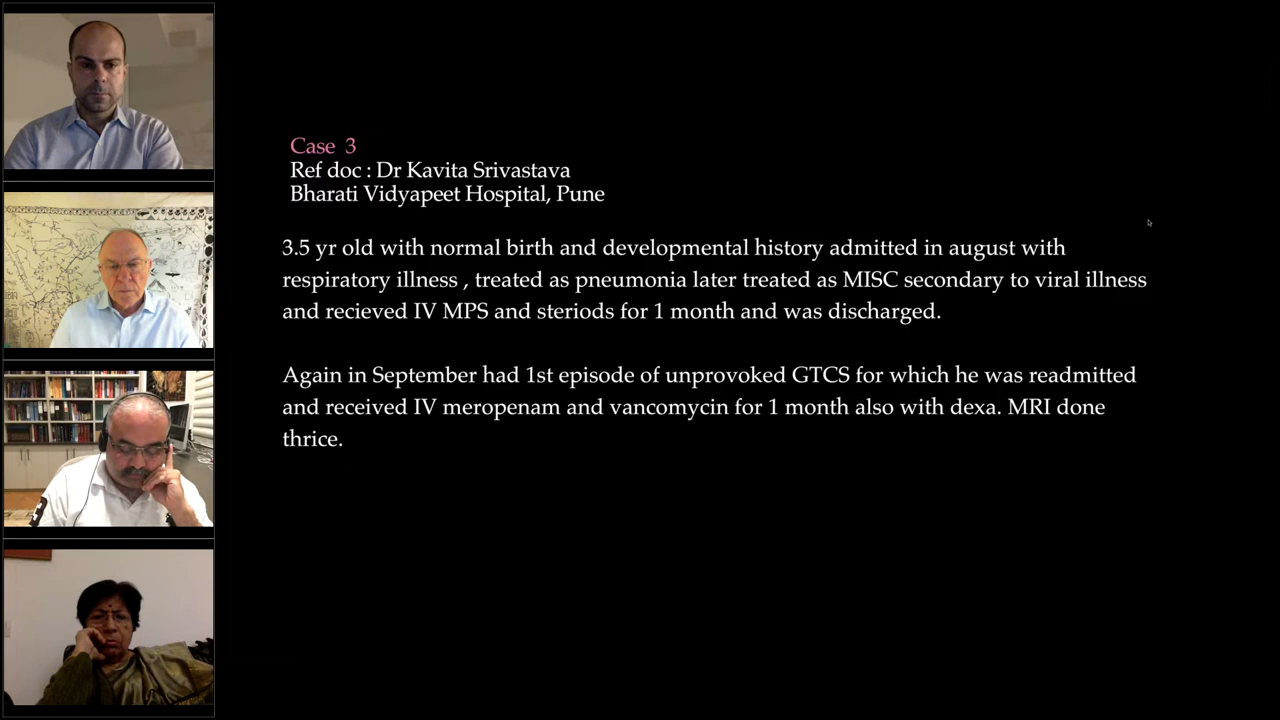 Case 3
Ref doc : Dr Kavita Srivastava
Bharati Vidyapeet Hospital, Pune
3.5 yr old with normal birth and developmental history admitted in august with
respiratory illness , treated as pneumonia later treated as MISC secondary to viral illness
and recieved IV MPS and steriods for 1 month and was discharged.
Again in September had 1st episode of unprovoked GTCS for which he was readmitted
and received IV meropenam and vancomycin for 1 month also with dexa. MRI done
thrice.